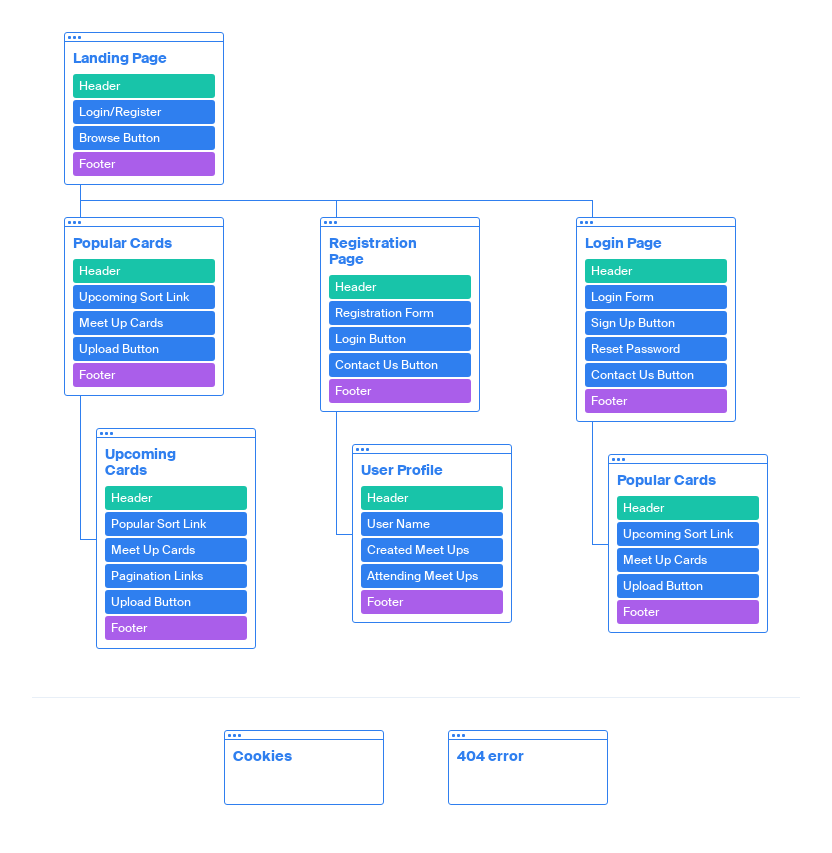 Landing Page
Header
Login/Register
Browse Button
Footer
Popular Cards
Header
Upcoming Sort Link
Meet Up Cards
Upload Button
Footer
Registration
Page
Header
Registration Form
Login Button
Contact Us Button
Footer
Login Page
Header
Login Form
Sign Up Button
Reset Password
Contact Us Button
Footer
Upcoming
Cards
Header
Popular Sort Link
Meet Up Cards
Pagination Links
Upload Button
Footer
User Profile
Header
User Name
Created Meet Ups
Attending Meet Ups
Footer
Popular Cards
Header
Upcoming Sort Link
Meet Up Cards
Upload Button
Footer
Cookies
404 error